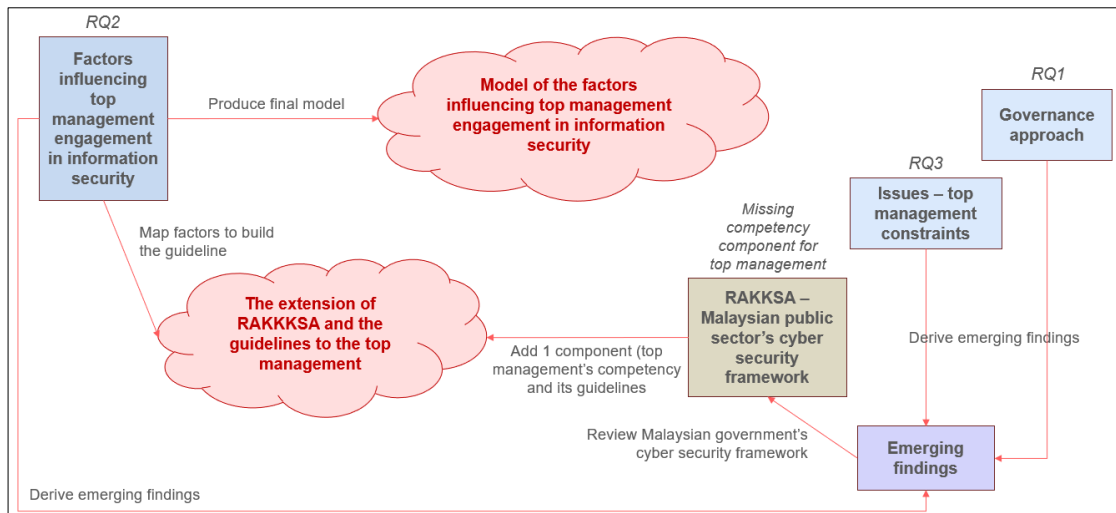 RQ2
Factors
influencing
top
management
engagement
in information
security
Produce final model
Model of the factors
influencing top management
engagement in information
security
RQ1
Governance
approach
RQ3
Issues – top
management
constraints
Map factors to build
the guideline
Missing
competency
component for
top management
The extension of
RAKKKSA and the
guidelines to the top
management
RAKKSA –
Malaysian public
sector's cyber
security
framework
Add 1 component (top
management's competency
and its guidelines
Derive emerging findings
Review Malaysian government's
cyber security framework
Emerging
findings
Derive emerging findings